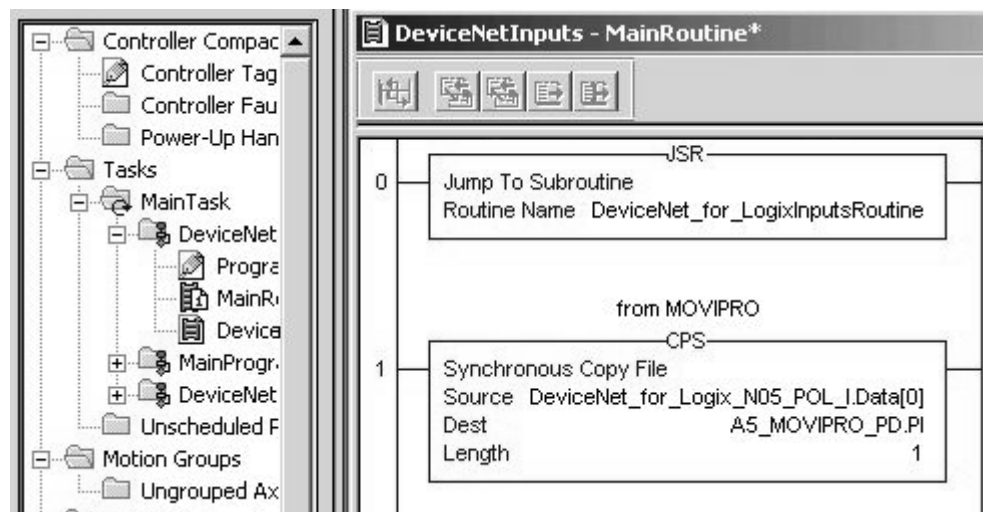 Controller Compac
Controller Tag
Controller Fau
Power-Up Han
Tasks
MainTask
DeviceNet
Progra
MainR
Device
MainProgr
DeviceNet
Unscheduled F
Motion Groups
Ungrouped Ax
DeviceNetInputs - MainRoutine*
0
JSR
Jump To Subroutine
Routine Name DeviceNet_for_LogixInputsRoutine
from MOVIPRO
1
CPS
Synchronous Copy File
Source DeviceNet_for_Logix_N05_POL_I.Data[0]
Dest A5_MOVIPRO_PD.PI
Length 1